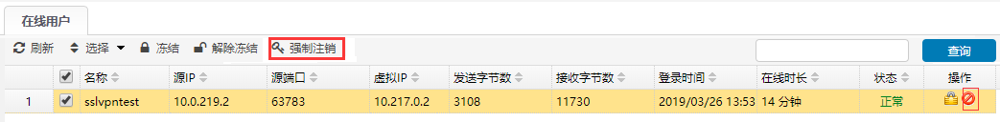 在线用户
刷新 选择 冻结 解除冻结 强制注销 查询
名称 源IP 源端口 虚拟IP 发送字节数 接收字节数 登录时间 在线时长 状态 操作
1 sslvpntest 10.0.219.2 63783 10.217.0.2 3108 11730 2019/03/26 13:53 14 分钟 正常